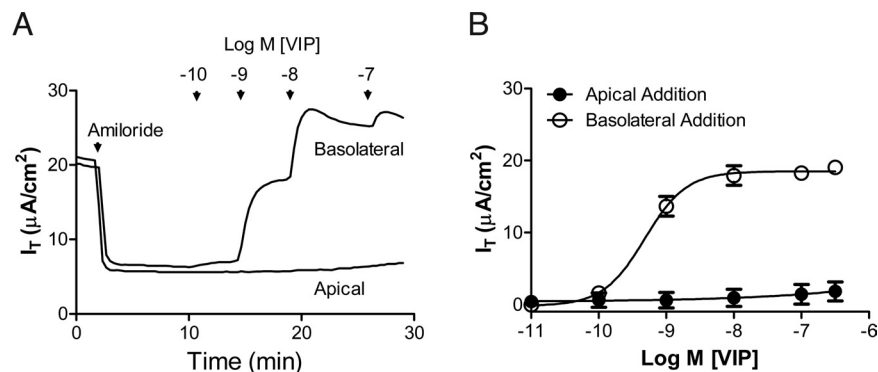 A
Log M [VIP]
-10 -9 -8 -7
30
20
10
0
Amiloride
Basolateral
Apical
I_T (μA/cm²)
0 10 20 30
Time (min)
B
Apical Addition
Basolateral Addition
30
20
10
0
I_T (μA/cm²)
-11 -10 -9 -8 -7 -6
Log M [VIP]